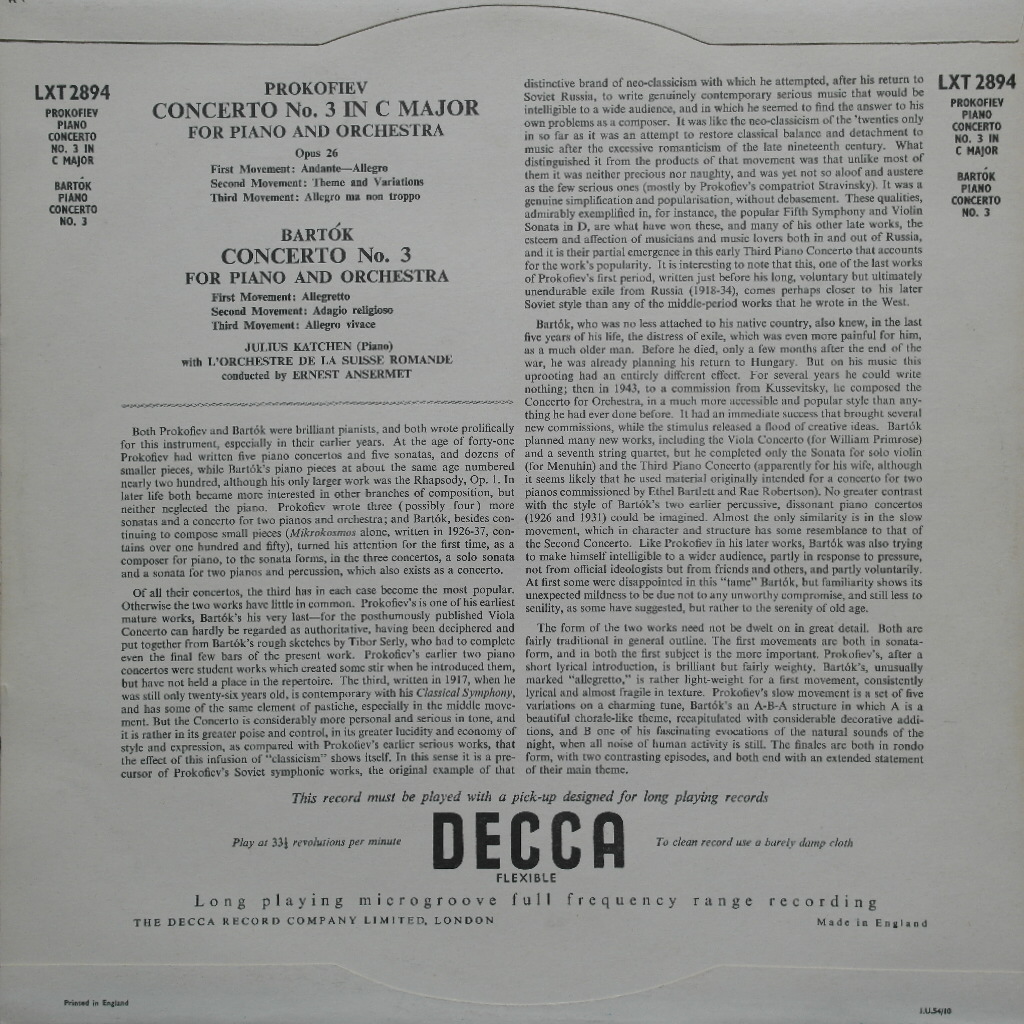 LXT 2894
PROKOFIEV
PIANO
CONCERTO
NO. 3 IN
C MAJOR
BARTÓK
PIANO
CONCERTO
NO. 3
PROKOFIEV
CONCERTO No. 3 IN C MAJOR
FOR PIANO AND ORCHESTRA
Opus 26
First Movement: Andante—Allegro
Second Movement: Theme and Variations
Third Movement: Allegro ma non troppo
BARTÓK
CONCERTO No. 3
FOR PIANO AND ORCHESTRA
First Movement: Allegretto
Second Movement: Adagio religioso
Third Movement: Allegro vivace
JULIUS KATCHEN (Piano)
with L'ORCHESTRE DE LA SUISSE ROMANDE
conducted by ERNEST ANSERMET
Both Prokofiev and Bartók were brilliant pianists, and both wrote prolifically
for this instrument, especially in their earlier years. At the age of forty-one
Prokofiev had written five piano concertos and five sonatas, and dozens of
smaller pieces, while Bartók's piano pieces at about the same age numbered
nearly two hundred, although his only larger work was the Rhapsody, Op. 1. In
later life both became more interested in other branches of composition, but
neither neglected the piano. Prokofiev wrote three (possibly four) more
sonatas and a concerto for two pianos and orchestra; and Bartók, besides con-
tinuing to compose small pieces (Mikrokosmos alone, written in 1926-37, con-
tains over one hundred and fifty), turned his attention for the first time, as a
composer for piano, to the sonata forms, in the three concertos, a solo sonata
and a sonata for two pianos and percussion, which also exists as a concerto.
Of all their concertos, the third has in each case become the most popular.
Otherwise the two works have little in common. Prokofiev's is one of his earliest
mature works, Bartók's his very last—for the posthumously published Viola
Concerto can hardly be regarded as authoritative, having been deciphered and
put together from Bartók's rough sketches by Tibor Serly, who had to complete
even the final few bars of the present work. Prokofiev's earlier two piano
concertos were student works which created some stir when he introduced them,
but have not held a place in the repertoire. The third, written in 1917, when he
was still only twenty-six years old, is contemporary with his Classical Symphony,
and has some of the same element of pastiche, especially in the middle move-
ment. But the Concerto is considerably more personal and serious in tone, and
it is rather in its greater poise and control, in its greater lucidity and economy of
style and expression, as compared with Prokofiev's earlier serious works, that
the effect of this infusion of "classicism" shows itself. In this sense it is a pre-
cursor of Prokofiev's Soviet symphonic works, the original example of that
distinctive brand of neo-classicism with which he attempted, after his return to
Soviet Russia, to write genuinely contemporary serious music that would be
intelligible to a wide audience, and in which he seemed to find the answer to his
own problems as a composer. It was like the neo-classicism of the 'twenties only
in so far as it was an attempt to restore classical balance and detachment to
music after the excessive romanticism of the late nineteenth century. What
distinguished it from the products of that movement was that unlike most of
them it was neither precious nor naughty, and was yet not so aloof and austere
as the few serious ones (mostly by Prokofiev's compatriot Stravinsky). It was a
genuine simplification and popularisation, without debasement. These qualities,
admirably exemplified in, for instance, the popular Fifth Symphony and Violin
Sonata in D, are what have won these, and many of his other late works, the
esteem and affection of musicians and music lovers both in and out of Russia,
and it is their partial emergence in this early Third Piano Concerto that accounts
for the work's popularity. It is interesting to note that this, one of the last works
of Prokofiev's first period, written just before his long, voluntary but ultimately
unendurable exile from Russia (1918-34), comes perhaps closer to his later
Soviet style than any of the middle-period works that he wrote in the West.
Bartók, who was no less attached to his native country, also knew, in the last
five years of his life, the distress of exile, which was even more painful for him,
as a much older man. Before he died, only a few months after the end of the
war, he was already planning his return to Hungary. But on his music this
uprooting had an entirely different effect. For several years he could write
nothing; then in 1943, to a commission from Kussevitsky, he composed the
Concerto for Orchestra, in a much more accessible and popular style than any-
thing he had ever done before. It had an immediate success that brought several
new commissions, while the stimulus released a flood of creative ideas. Bartók
planned many new works, including the Viola Concerto (for William Primrose)
and a seventh string quartet, but he completed only the Sonata for solo violin
(for Menuhin) and the Third Piano Concerto (apparently for his wife, although
it seems likely that he used material originally intended for a concerto for two
pianos commissioned by Ethel Bartlett and Rae Robertson). No greater contrast
with the style of Bartók's two earlier percussive, dissonant piano concertos
(1926 and 1931) could be imagined. Almost the only similarity is in the slow
movement, which in character and structure has some resemblance to that of
the Second Concerto. Like Prokofiev in his later works, Bartók was also trying
to make himself intelligible to a wider audience, partly in response to pressure,
not from official ideologists but from friends and others, and partly voluntarily.
At first some were disappointed in this "tame" Bartók, but familiarity shows its
unexpected mildness to be due not to any unworthy compromise, and still less to
senility, as some have suggested, but rather to the serenity of old age.
The form of the two works need not be dwelt on in great detail. Both are
fairly traditional in general outline. The first movements are both in sonata-
form, and in both the first subject is the more important. Prokofiev's, after a
short lyrical introduction, is brilliant but fairly weighty. Bartók's, unusually
marked "allegretto," is rather light-weight for a first movement, consistently
lyrical and almost fragile in texture. Prokofiev's slow movement is a set of five
variations on a charming tune, Bartók's an A-B-A structure in which A is a
beautiful chorale-like theme, recapitulated with considerable decorative addi-
tions, and B one of his fascinating evocations of the natural sounds of the
night, when all noise of human activity is still. The finales are both in rondo
form, with two contrasting episodes, and both end with an extended statement
of their main theme.
LXT 2894
PROKOFIEV
PIANO
CONCERTO
NO. 3 IN
C MAJOR
BARTÓK
PIANO
CONCERTO
NO. 3
This record must be played with a pick-up designed for long playing records
Play at 33⅓ revolutions per minute
DECCA
FLEXIBLE
To clean record use a barely damp cloth
Long playing microgroove full frequency range recording
THE DECCA RECORD COMPANY LIMITED, LONDON
Made in England
Printed in England
J.U.54/10